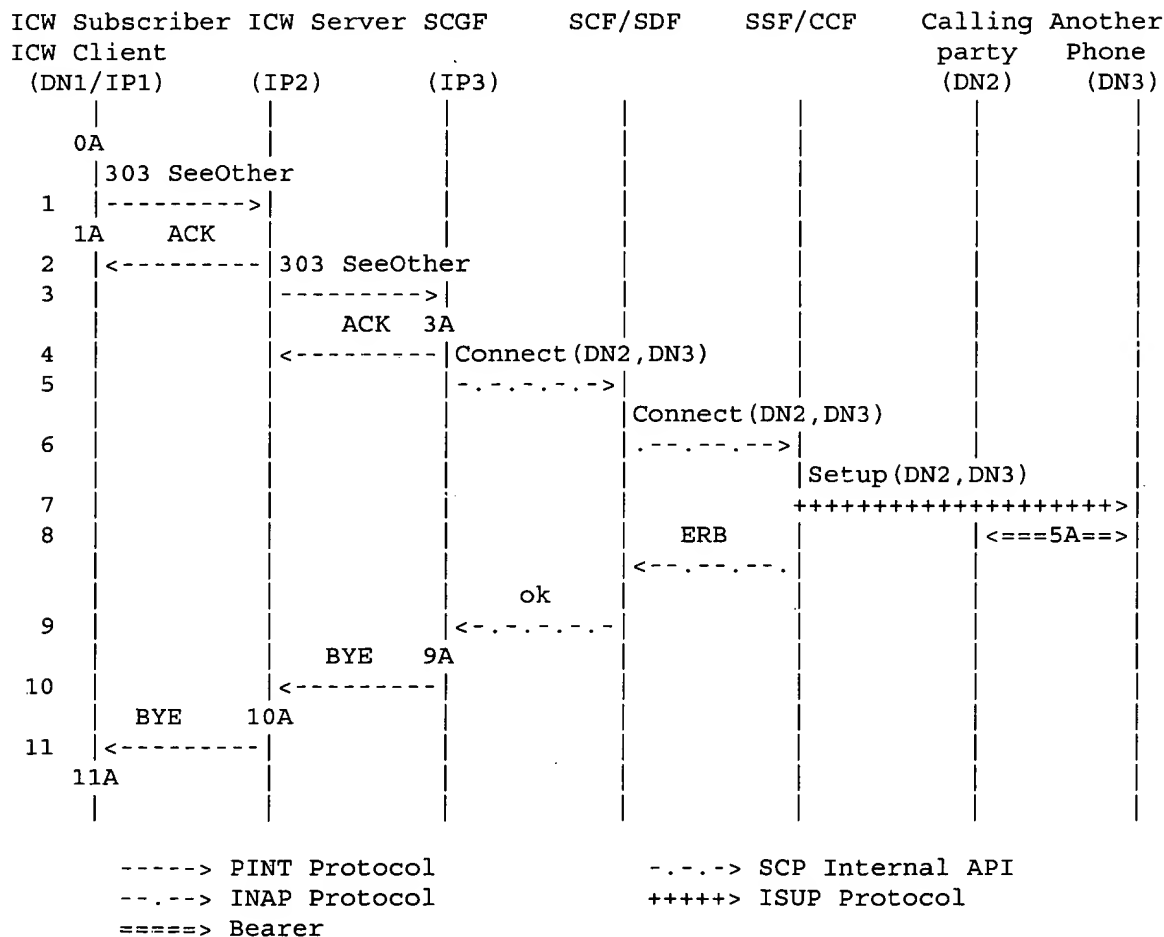 ICW Subscriber ICW Server SCGF SCF/SDF SSF/CCF Calling Another
ICW Client party Phone
(DN1/IP1) (IP2) (IP3) (DN2) (DN3)
0A
303 SeeOther
1 --------->
1A ACK
2 <--------- 303 SeeOther
3 --------->
ACK 3A
4 <--------- Connect(DN2,DN3)
5 -.-.-.-.->
Connect(DN2,DN3)
6 .--.--.-->
Setup(DN2,DN3)
7 ++++++++++++++++++++>
8 ERB <===5A==>
<--.--.--.
ok
9 <-.-.-.-.-
BYE 9A
10 <---------
BYE 10A
11 <---------
11A
-----> PINT Protocol -.-.-> SCP Internal API
--.--> INAP Protocol +++++> ISUP Protocol
=====> Bearer